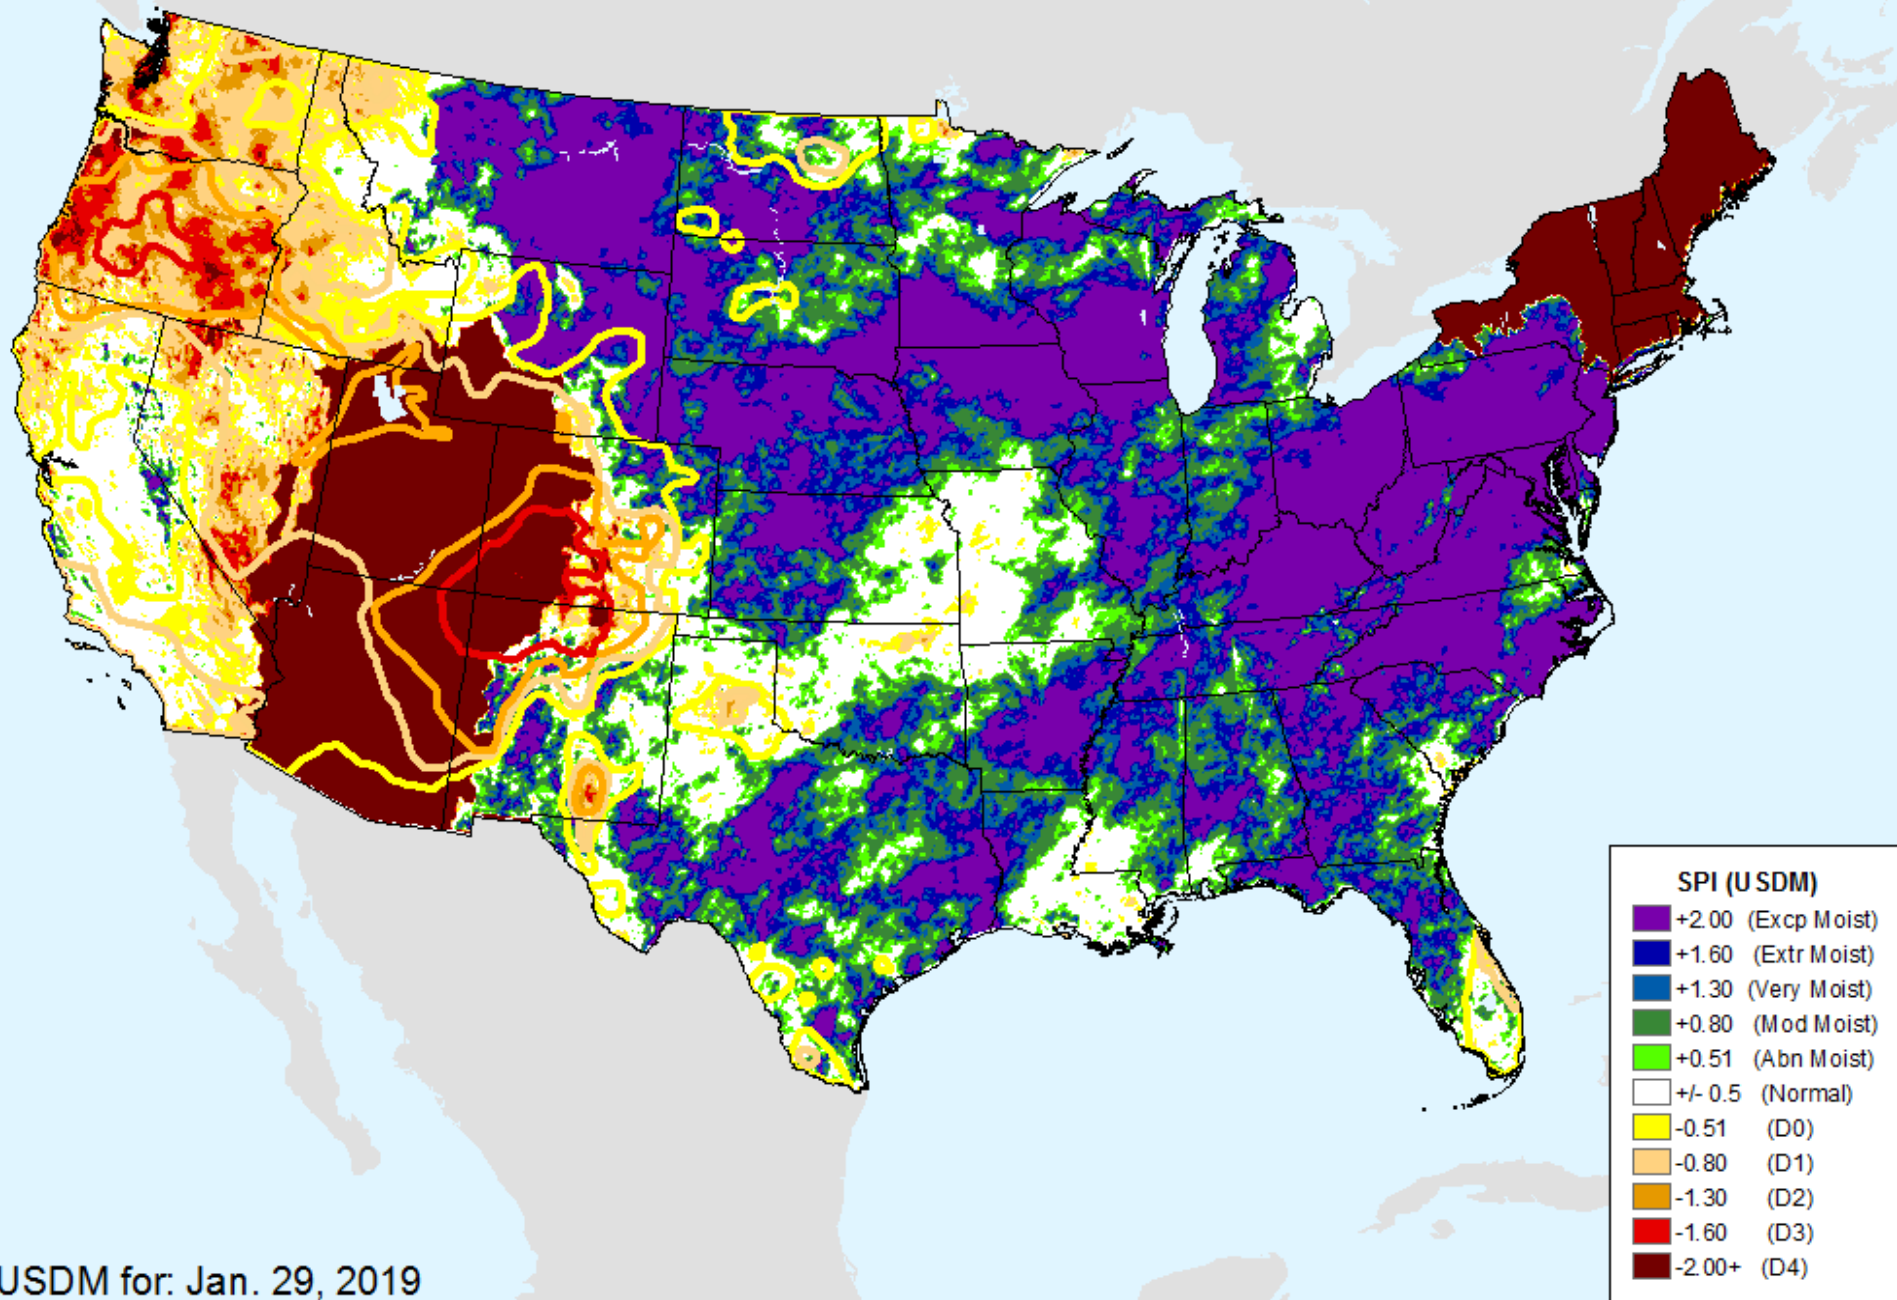 SPI (USDM)
+2.00 (Excp Moist)
+1.60 (Extr Moist)
+1.30 (Very Moist)
+0.80 (Mod Moist)
+0.51 (Abn Moist)
+/- 0.5 (Normal)
-0.51 (D0)
-0.80 (D1)
-1.30 (D2)
-1.60 (D3)
-2.00+ (D4)
USDM for: Jan. 29, 2019